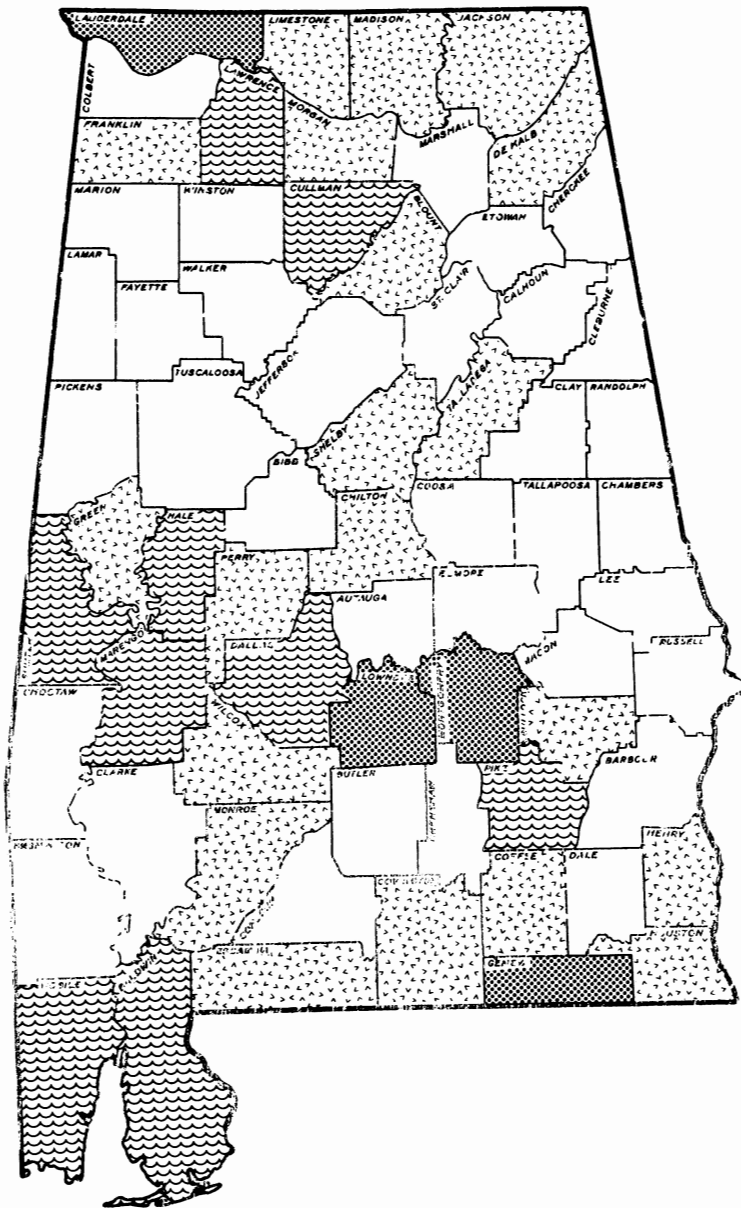 LAUDERDALE
LIMESTONE
MADISON
JACKSON
COLBERT
LAWRENCE
MORGAN
FRANKLIN
MARSHALL
DE KALB
CHEROKEE
MARION
WINSTON
CULLMAN
BLOUNT
ETOWAH
LAMAR
WALKER
FAYETTE
ST. CLAIR
CALHOUN
CLEBURNE
TUSCALOOSA
JEFFERSON
PICKENS
TALLADEGA
CLAY
RANDOLPH
SHELBY
BIBB
CHILTON
COOSA
TALLAPOOSA
CHAMBERS
GREEN
HALE
PERRY
ELMORE
LEE
AUTAUGA
MARENGO
DALLAS
MACON
RUSSELL
CHOCTAW
LOWNDES
MONTGOMERY
WILCOX
CLARKE
BUTLER
CRENSHAW
PIKE
BARBOUR
MONROE
WASHINGTON
HENRY
COFFEE
DALE
COVINGTON
CONECUH
HOUSTON
GENEVA
MOBILE
BALDWIN